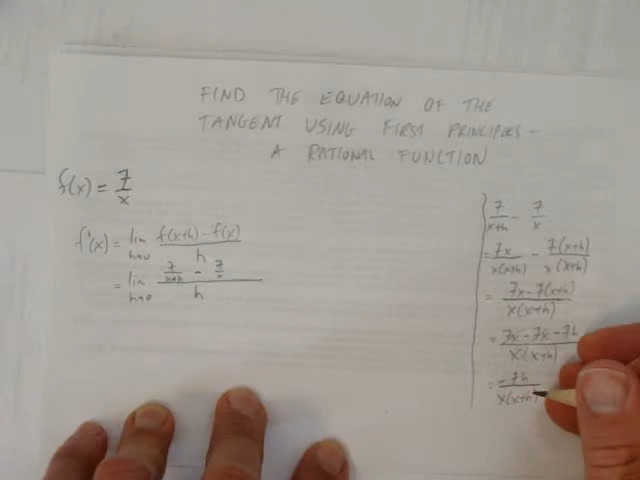 FIND THE EQUATION OF THE
TANGENT USING FIRST PRINCIPLES -
A RATIONAL FUNCTION
f(x) = 7/x
f'(x) = lim h→0 (f(x+h) - f(x))/h
= lim h→0 (7/(x+h) - 7/x)/h
7/(x+h) - 7/x
= 7x/(x(x+h)) - 7(x+h)/(x(x+h))
= (7x - 7(x+h))/(x(x+h))
= (7x - 7x - 7h)/(x(x+h))
= -7h/(x(x+h)